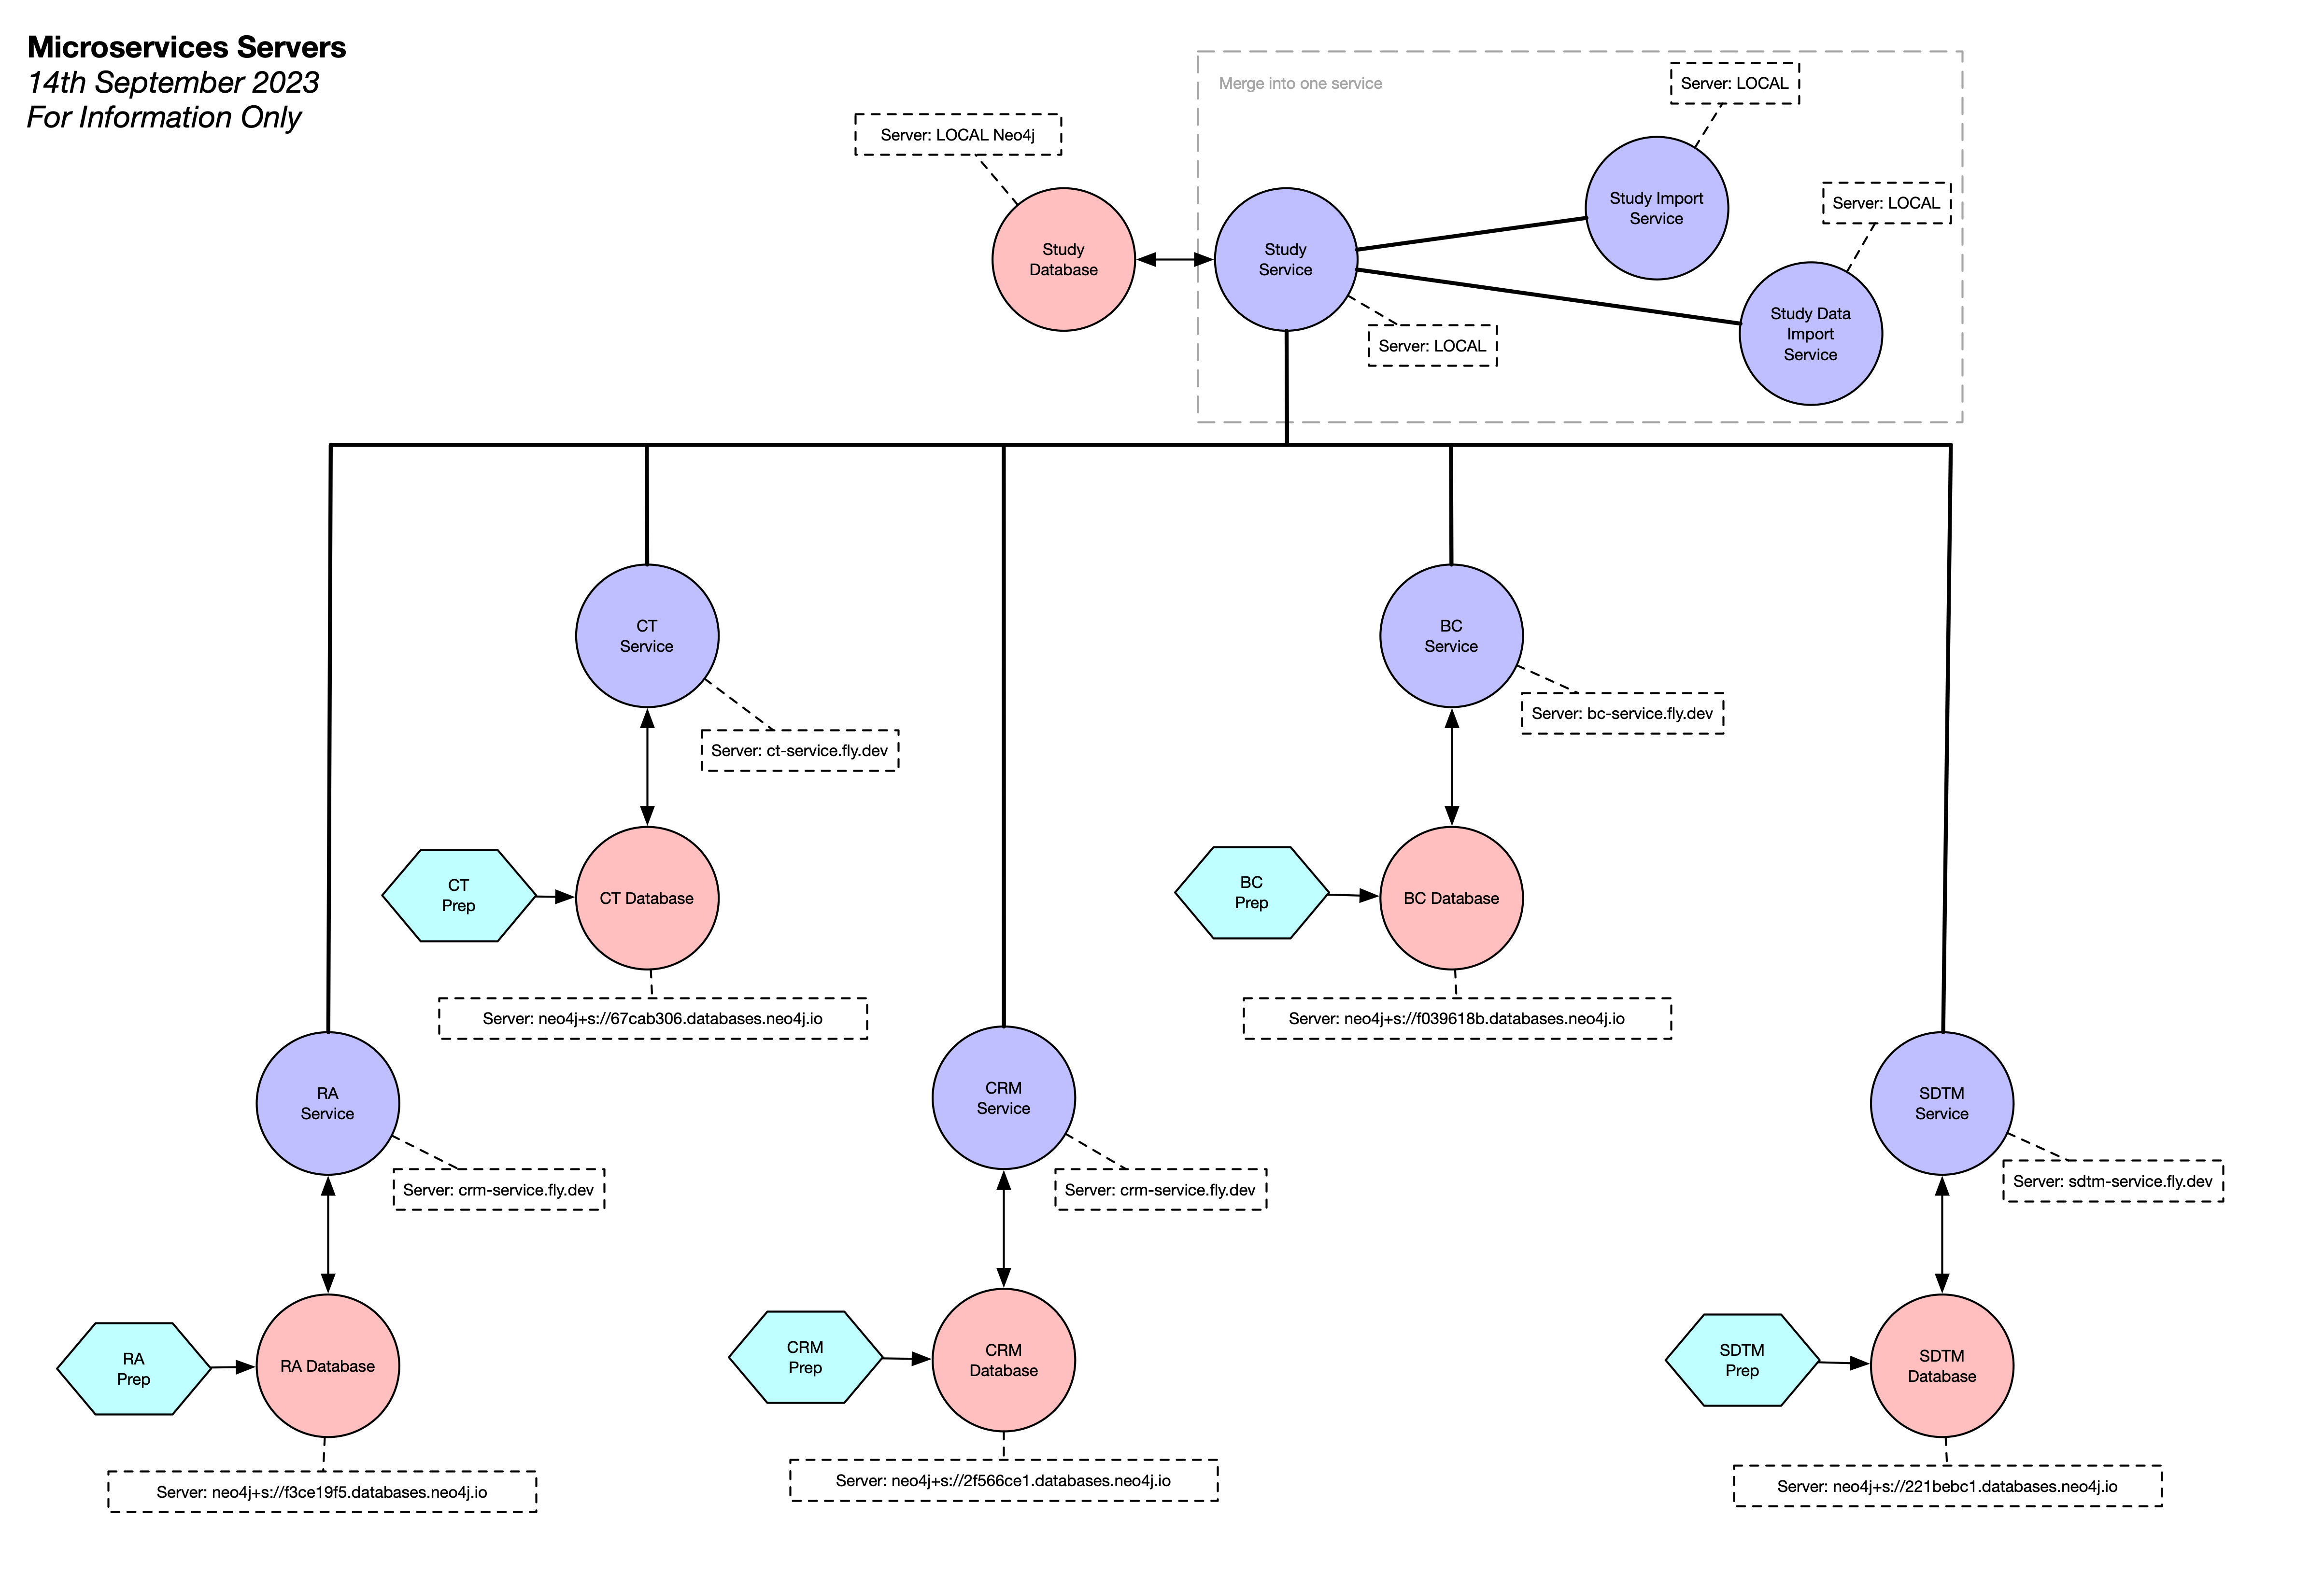 Microservices Servers
14th September 2023
For Information Only
Merge into one service
Server: LOCAL
Server: LOCAL Neo4j
Study Import
Service
Server: LOCAL
Study
Database
Study
Service
Study Data
Import
Service
Server: LOCAL
CT
Service
BC
Service
Server: ct-service.fly.dev
Server: bc-service.fly.dev
CT
Prep
CT Database
BC
Prep
BC Database
Server: neo4j+s://67cab306.databases.neo4j.io
Server: neo4j+s://f039618b.databases.neo4j.io
RA
Service
CRM
Service
SDTM
Service
Server: crm-service.fly.dev
Server: crm-service.fly.dev
Server: sdtm-service.fly.dev
RA
Prep
RA Database
CRM
Prep
CRM
Database
SDTM
Prep
SDTM
Database
Server: neo4j+s://f3ce19f5.databases.neo4j.io
Server: neo4j+s://2f566ce1.databases.neo4j.io
Server: neo4j+s://221bebc1.databases.neo4j.io